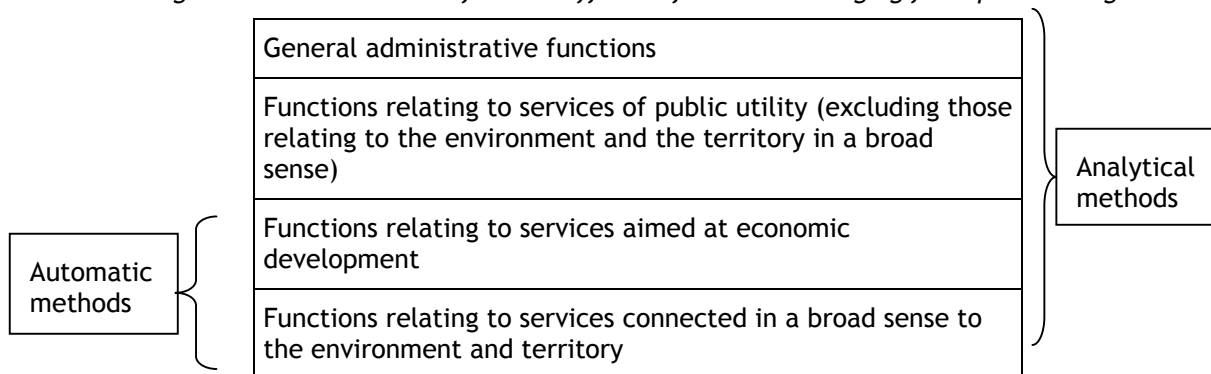 General administrative functions
Functions relating to services of public utility (excluding those
relating to the environment and the territory in a broad
sense)
Analytical
methods
Functions relating to services aimed at economic
development
Automatic
methods
Functions relating to services connected in a broad sense to
the environment and territory